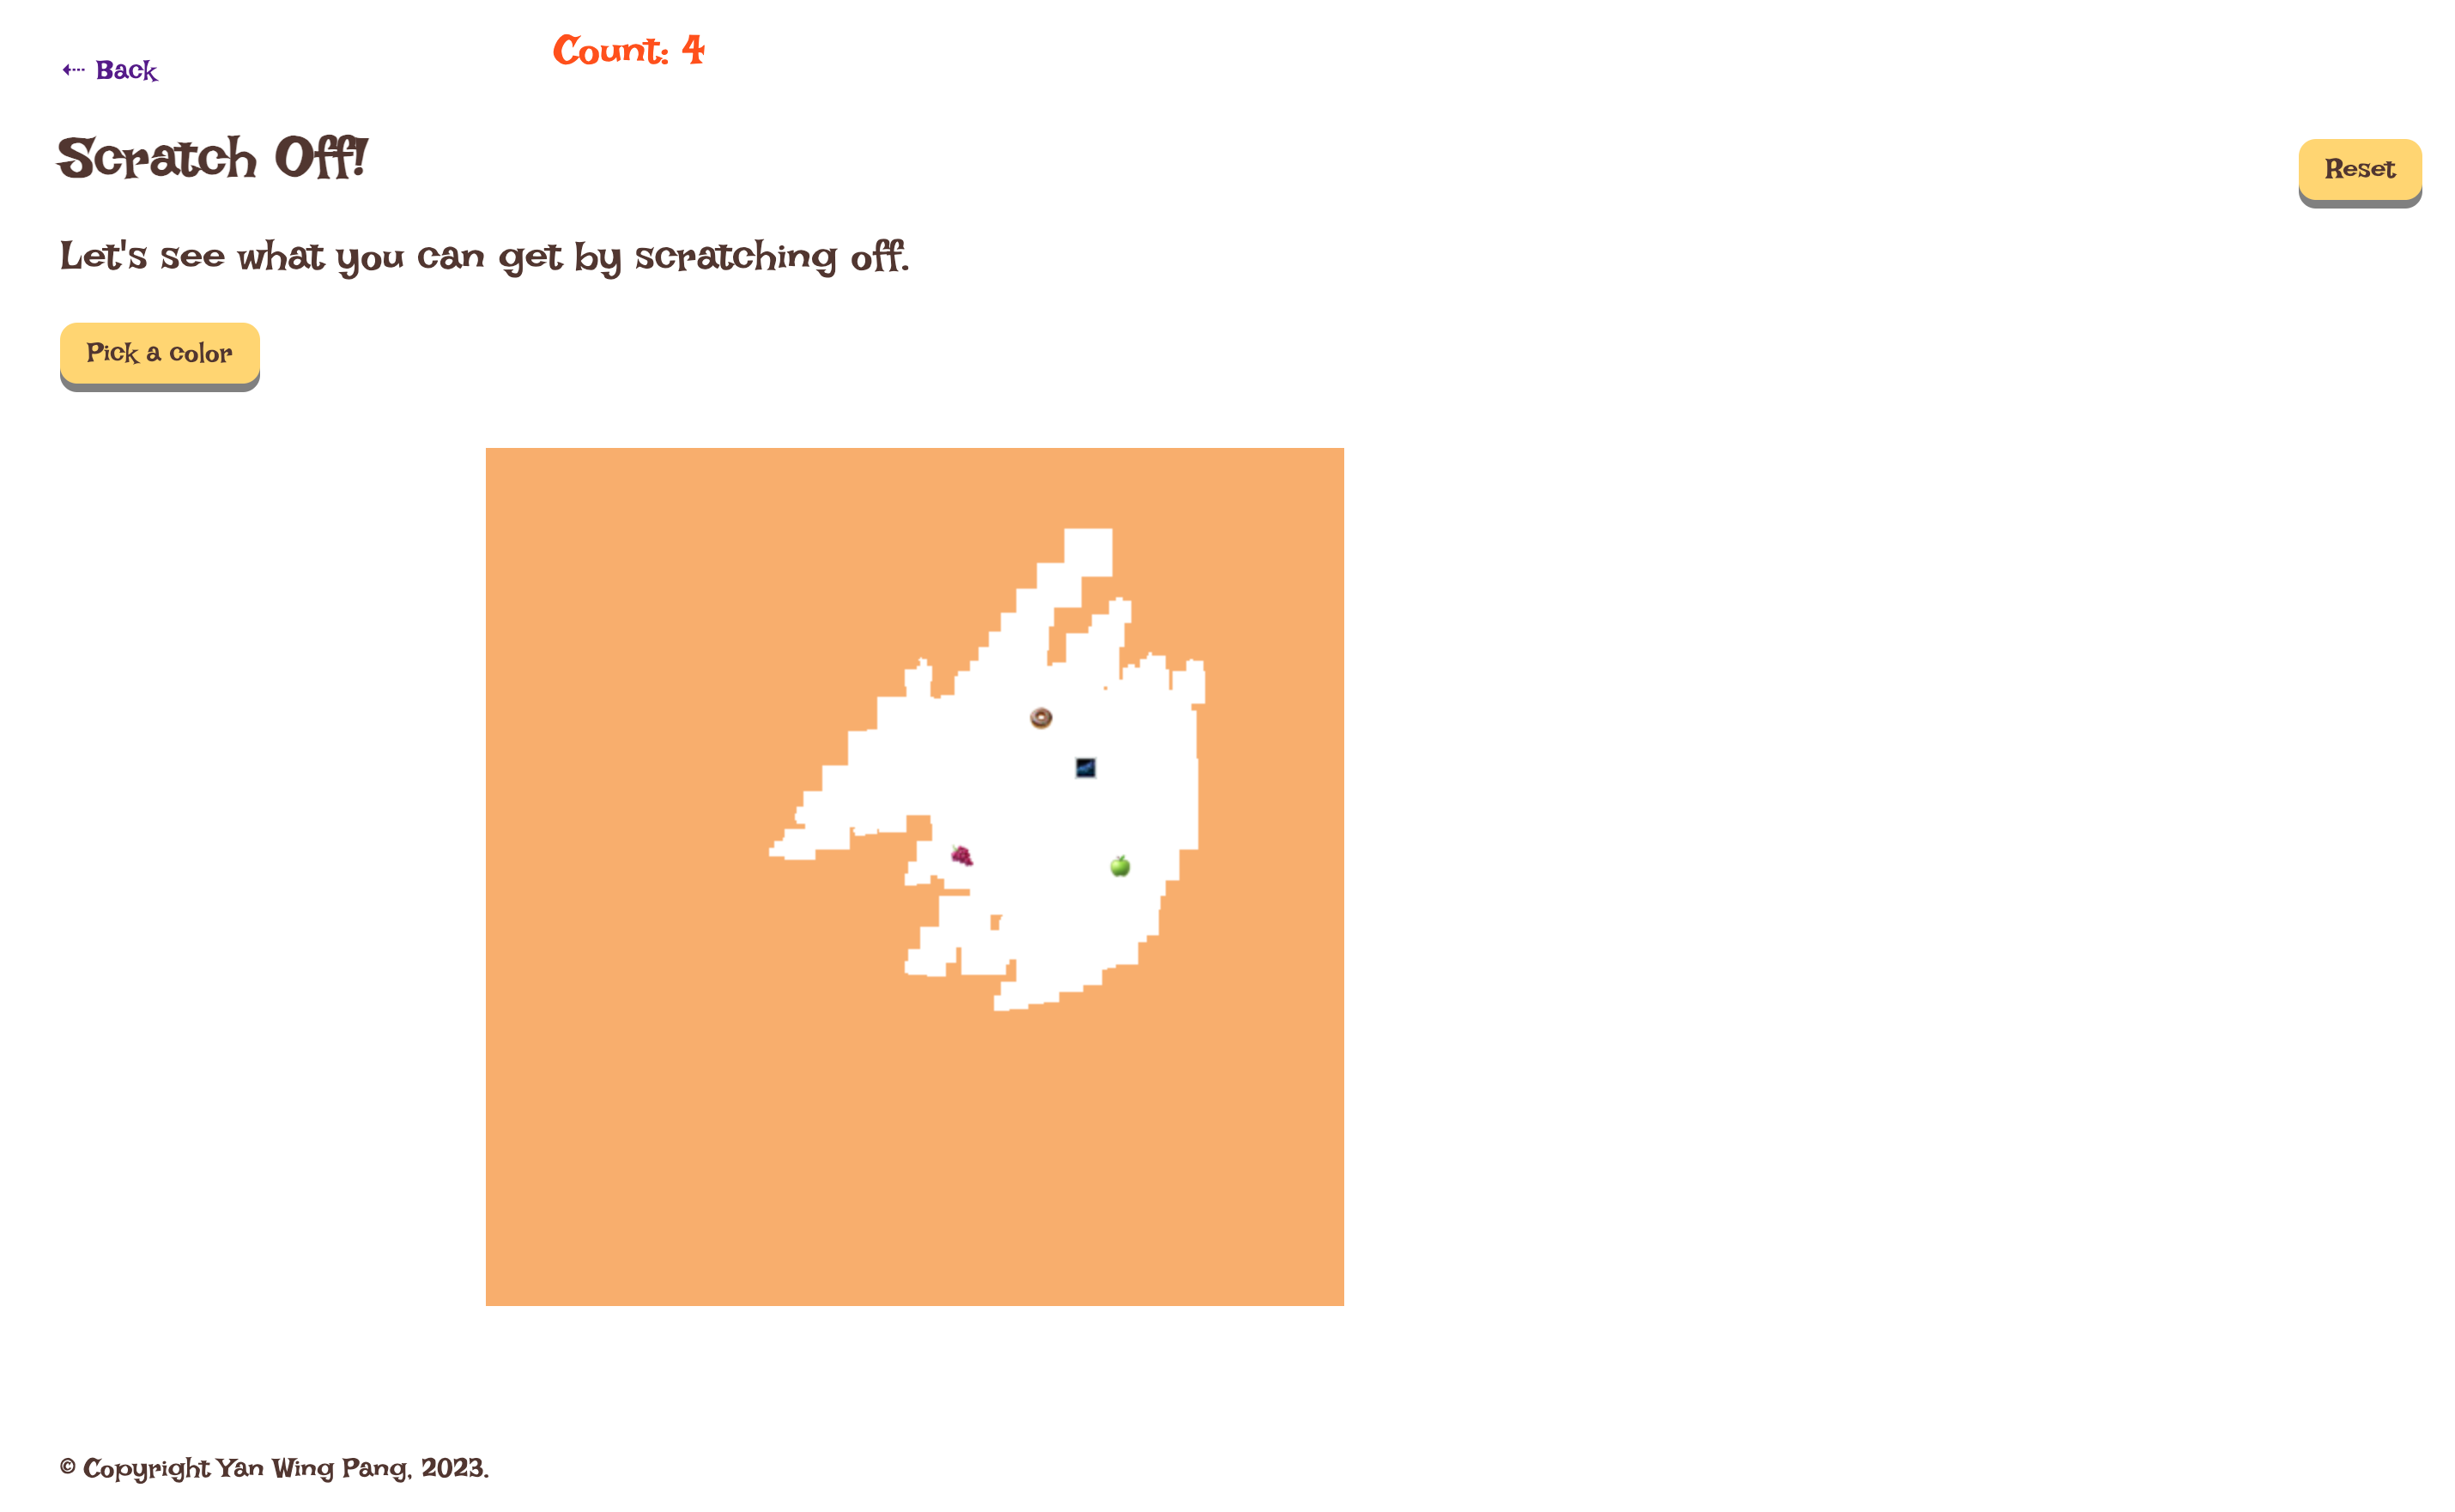 ⇠ Back
Count: 4
Scratch Off!
Reset
Let's see what you can get by scratching off.
Pick a color
© Copyright Yan Wing Pang, 2023.